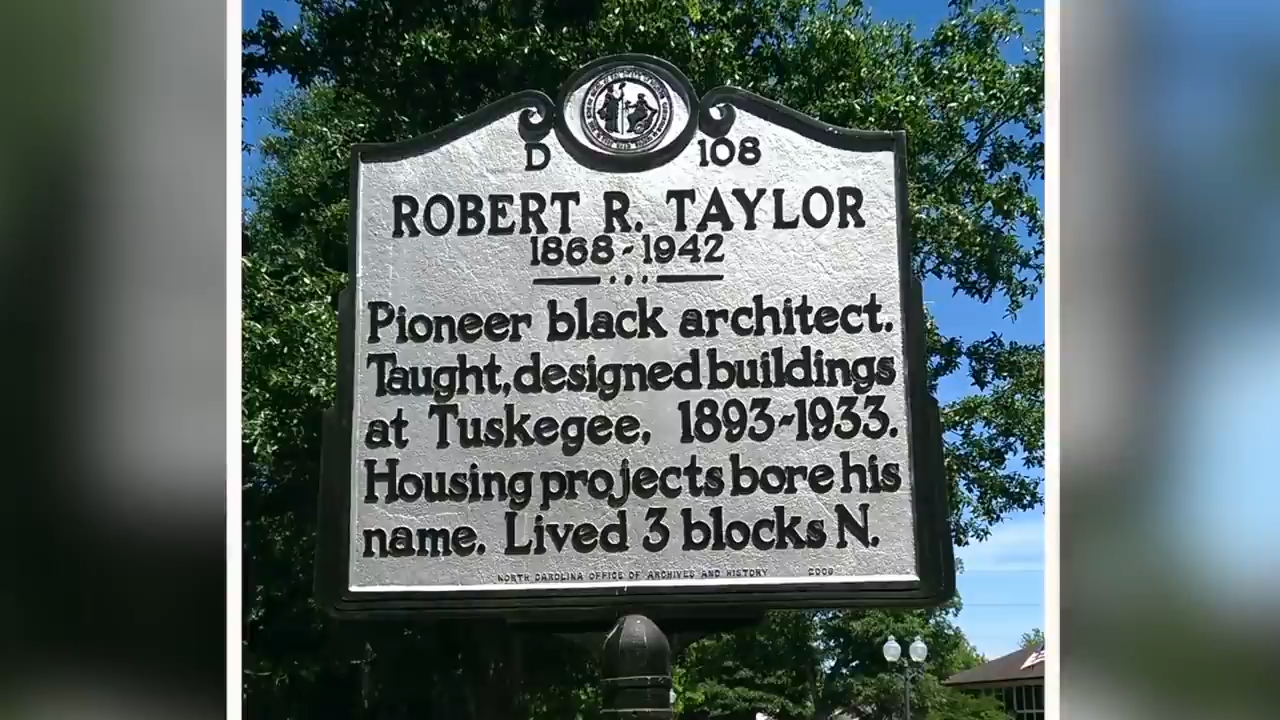 D 108
ROBERT R. TAYLOR
1868-1942
Pioneer black architect.
Taught, designed buildings
at Tuskegee, 1893-1933.
Housing projects bore his
name. Lived 3 blocks N.
NORTH CAROLINA OFFICE OF ARCHIVES AND HISTORY